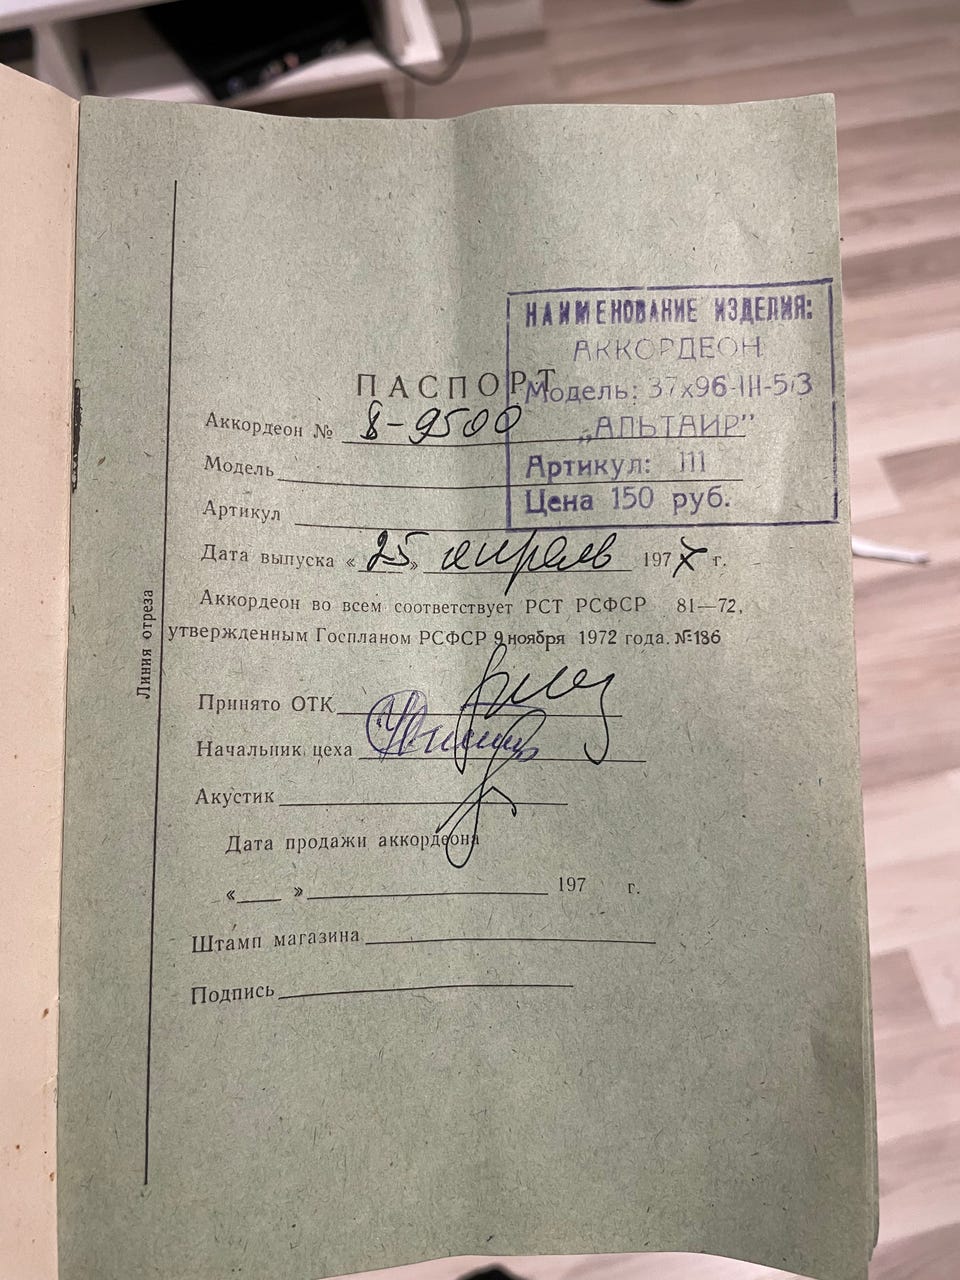 НАИМЕНОВАНИЕ ИЗДЕЛИЯ:
АККОРДЕОН
Модель: 37х96-III-5/3
„АЛЬТАИР"
Артикул: 111
Цена 150 руб.
ПАСПОРТ
Аккордеон № 8-9500
Модель
Артикул
Дата выпуска «25» апрель 1977 г.
Аккордеон во всем соответствует РСТ РСФСР 81—72,
утвержденным Госпланом РСФСР 9 ноября 1972 года. №186
Принято ОТК
Начальник цеха
Акустик
Дата продажи аккордеона
« » 197 г.
Штамп магазина
Подпись
Линия отреза